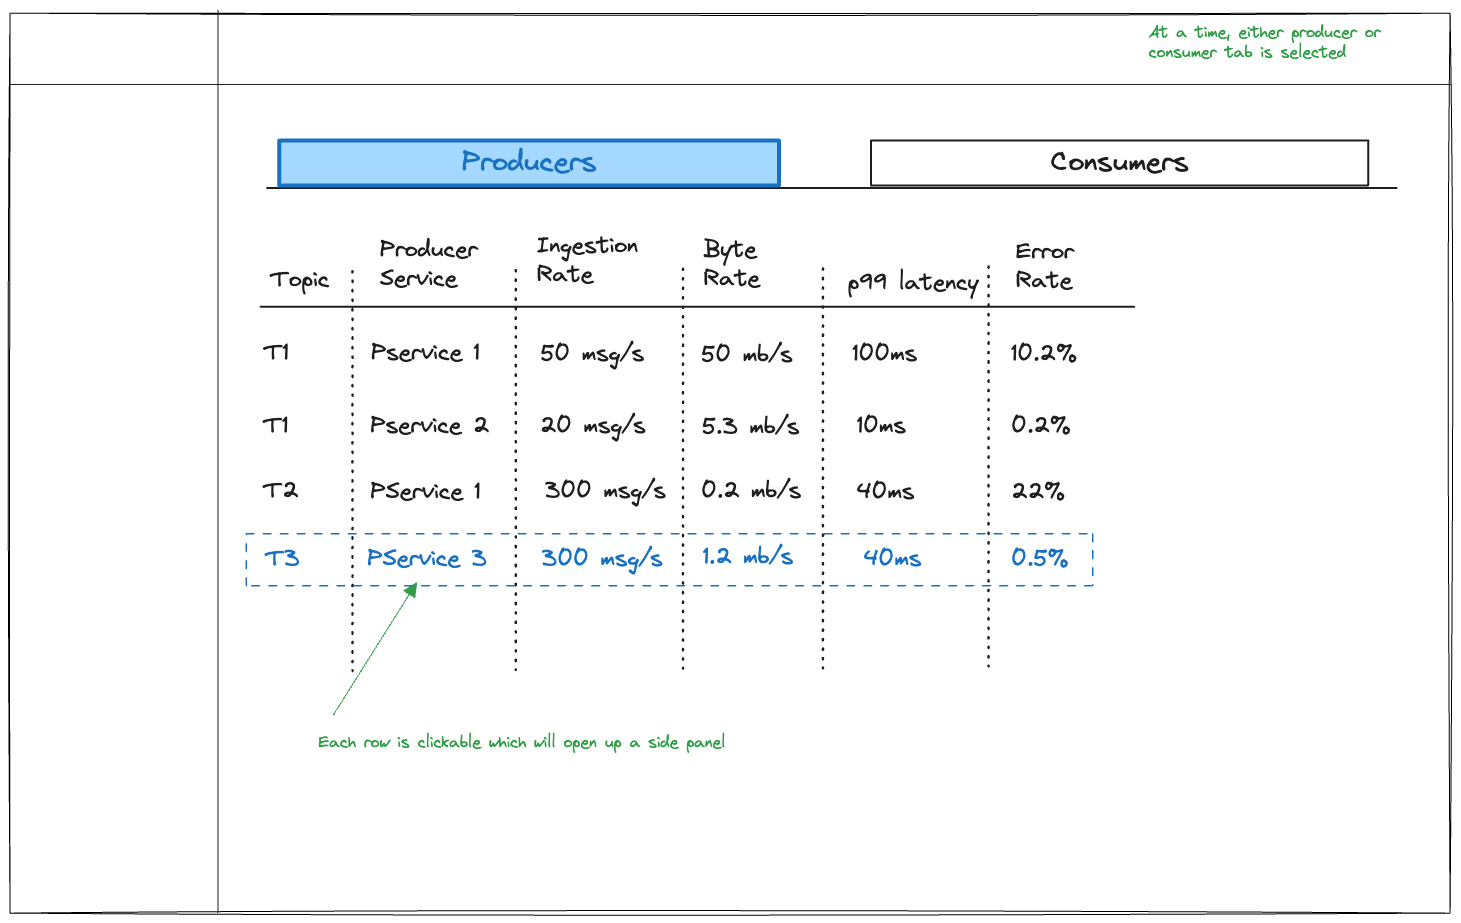 At a time, either producer or
consumer tab is selected
Producers
Consumers
Topic
Producer
Service
Ingestion
Rate
Byte
Rate
p99 latency
Error
Rate
T1 Pservice 1 50 msg/s 50 mb/s 100ms 10.2%
T1 Pservice 2 20 msg/s 5.3 mb/s 10ms 0.2%
T2 PService 1 300 msg/s 0.2 mb/s 40ms 22%
T3 PService 3 300 msg/s 1.2 mb/s 40ms 0.5%
Each row is clickable which will open up a side panel